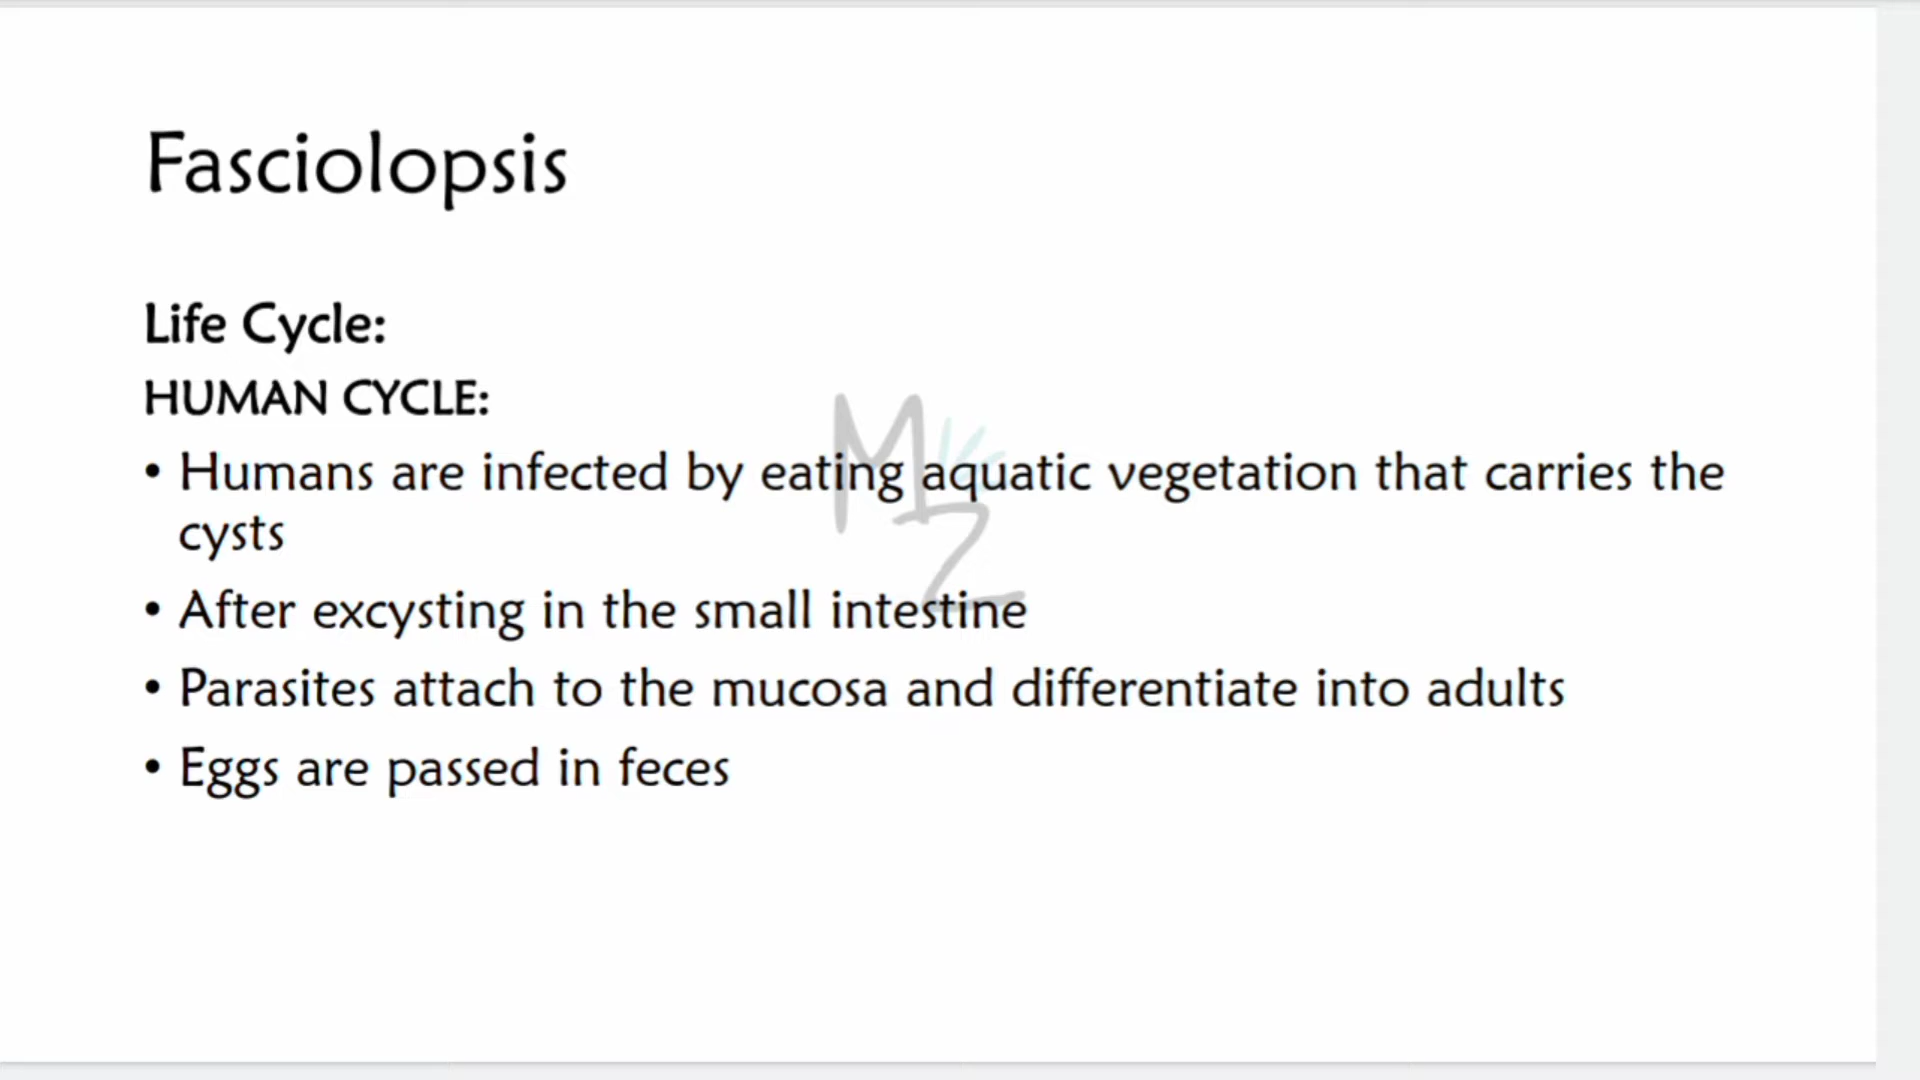 Fasciolopsis
Life Cycle:
HUMAN CYCLE:
• Humans are infected by eating aquatic vegetation that carries the
cysts
• After excysting in the small intestine
• Parasites attach to the mucosa and differentiate into adults
• Eggs are passed in feces
MZ